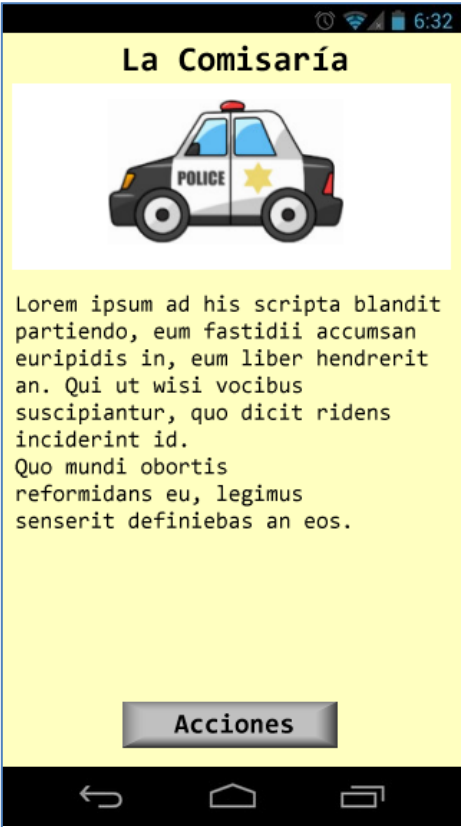 6:32
La Comisaría
POLICE
Lorem ipsum ad his scripta blandit
partiendo, eum fastidii accumsan
euripidis in, eum liber hendrerit
an. Qui ut wisi vocibus
suscipiantur, quo dicit ridens
inciderint id.
Quo mundi obortis
reformidans eu, legimus
senserit definiebas an eos.
Acciones